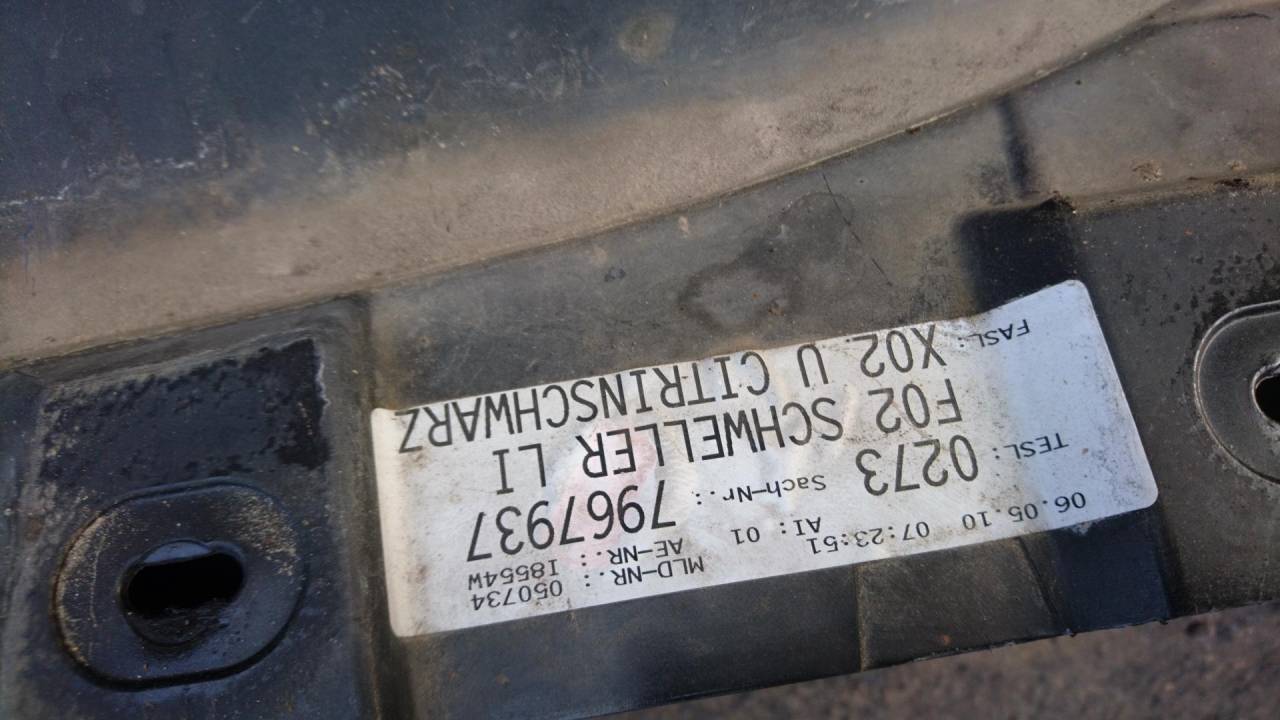 06.05.10 07:23:51 MLD-NR.: 050734
AI: 01 AE-NR.: I8554W
TESL: 0273 Sach-Nr.: 7967937
F02 SCHWELLER LI
X02 U CITRINSCHWARZ
FASL: